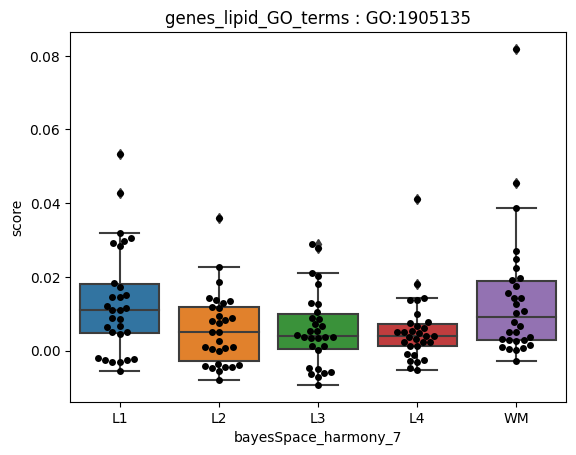 genes_lipid_GO_terms : GO:1905135
0.08
0.06
0.04
0.02
0.00
score
L1 L2 L3 L4 WM
bayesSpace_harmony_7